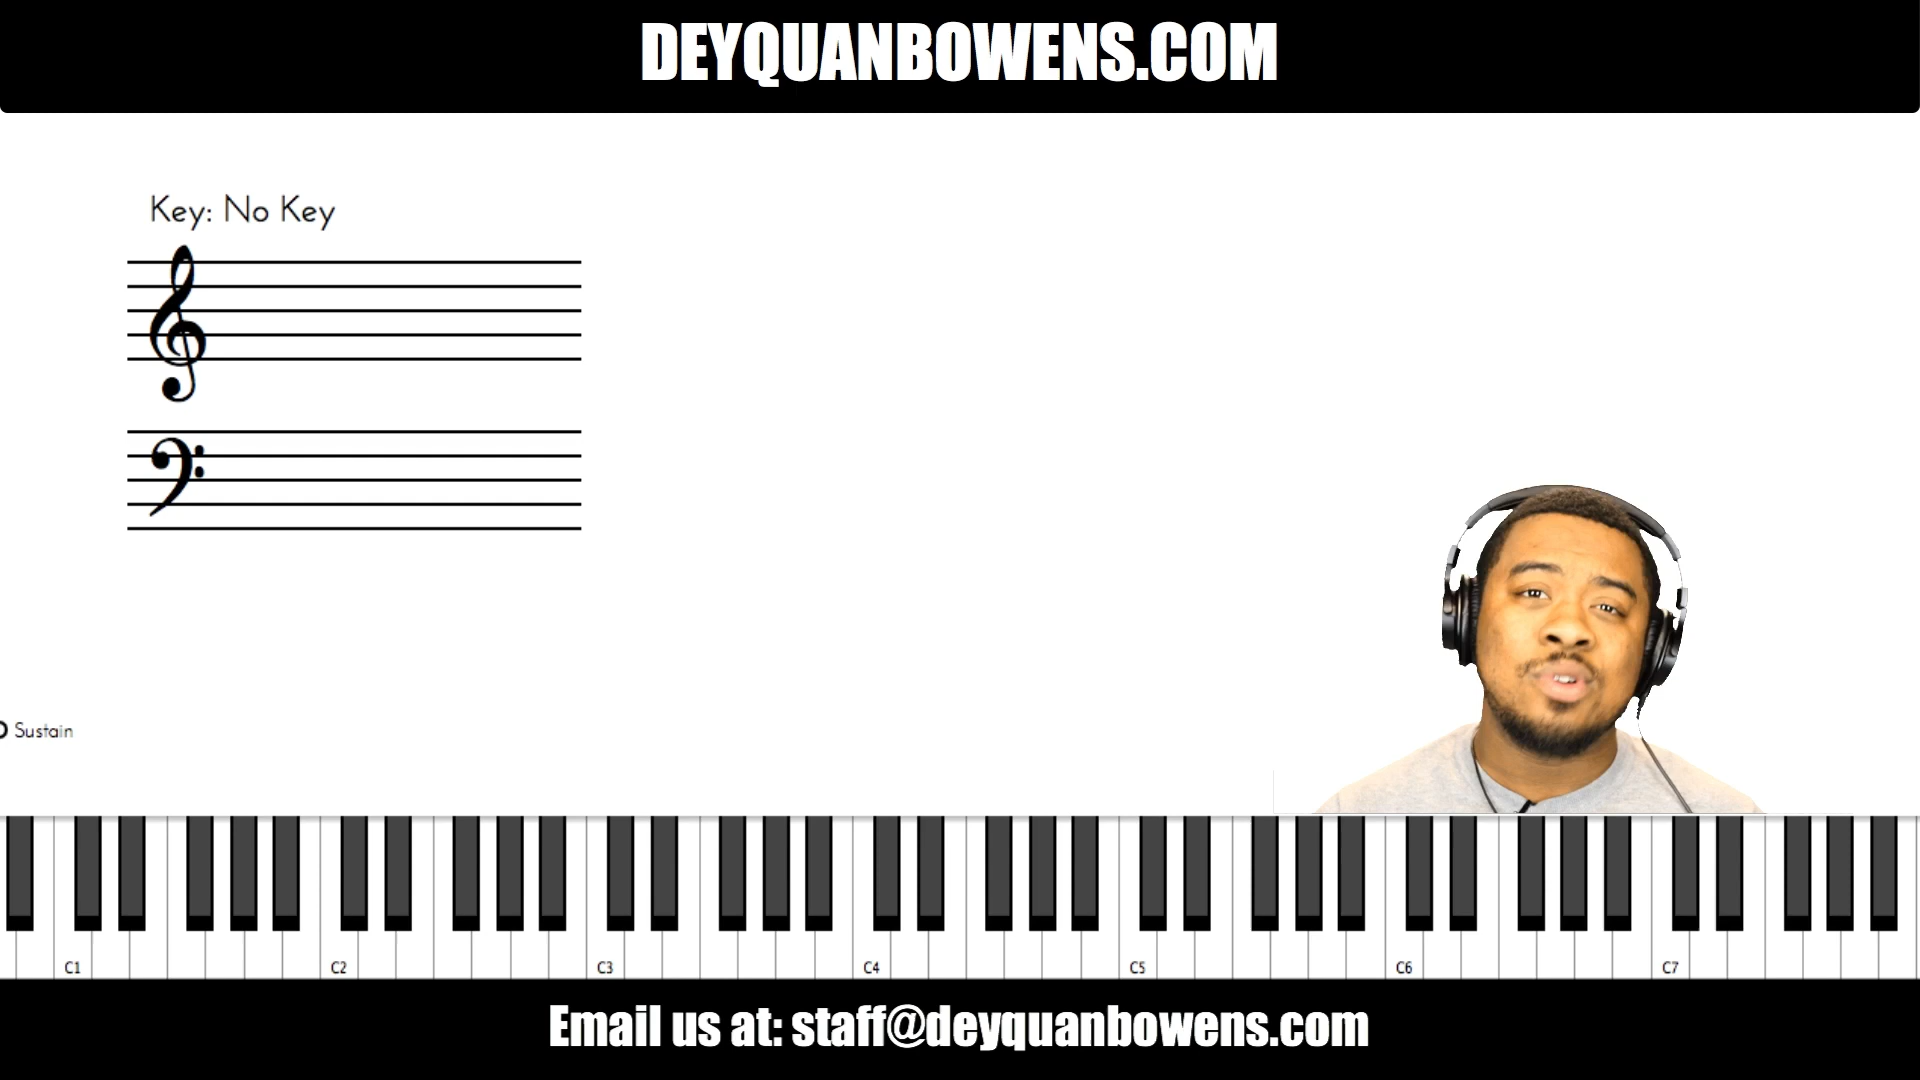 DEYQUANBOWENS.COM
Key: No Key
Sustain
C1 C2 C3 C4 C5 C6 C7
Email us at: staff@deyquanbowens.com